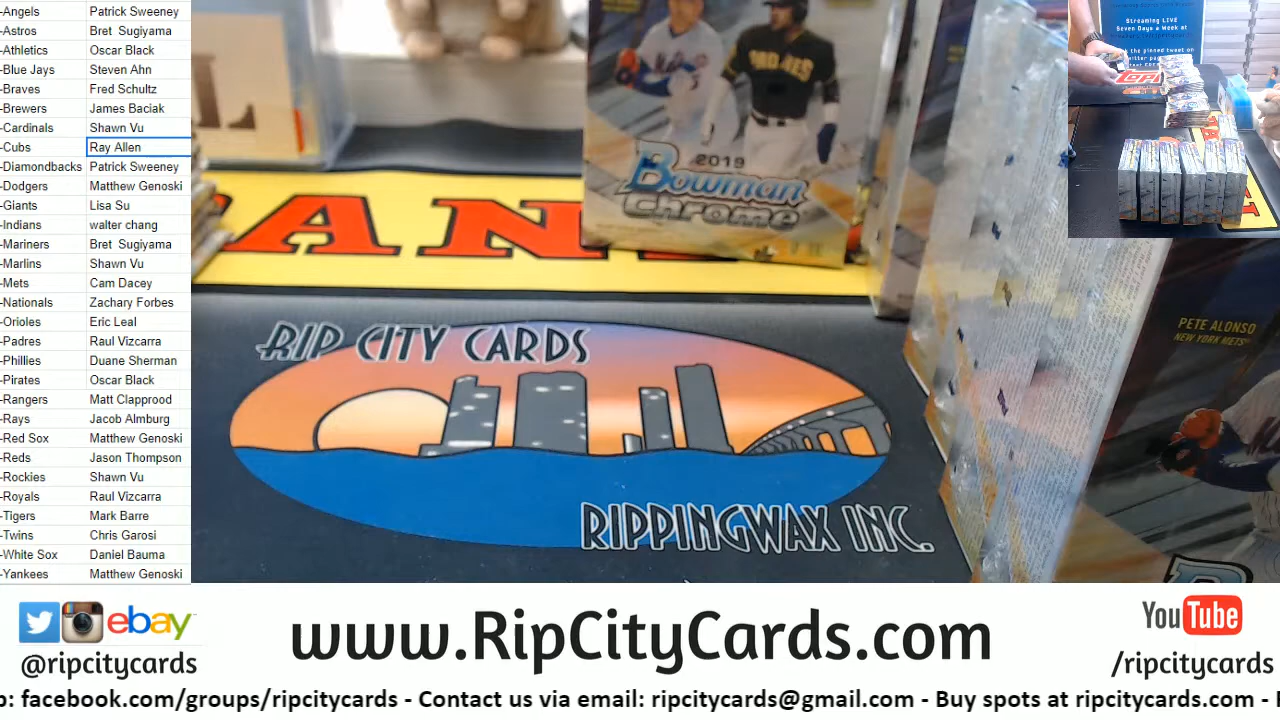 -Angels Patrick Sweeney
-Astros Bret Sugiyama
-Athletics Oscar Black
-Blue Jays Steven Ahn
-Braves Fred Schultz
-Brewers James Baciak
-Cardinals Shawn Vu
-Cubs Ray Allen
-Diamondbacks Patrick Sweeney
-Dodgers Matthew Genoski
-Giants Lisa Su
-Indians walter chang
-Mariners Bret Sugiyama
-Marlins Shawn Vu
-Mets Cam Dacey
-Nationals Zachary Forbes
-Orioles Eric Leal
-Padres Raul Vizcarra
-Phillies Duane Sherman
-Pirates Oscar Black
-Rangers Matt Clapprood
-Rays Jacob Almburg
-Red Sox Matthew Genoski
-Reds Jason Thompson
-Rockies Shawn Vu
-Royals Raul Vizcarra
-Tigers Mark Barre
-Twins Chris Garosi
-White Sox Daniel Bauma
-Yankees Matthew Genoski
PADRES
2019
Bowman
Chrome
RIP CITY CARDS
RIPPINGWAX INC.
Streaming LIVE
Seven Days a Week at
PETE ALONSO
NEW YORK METS
ebay
@ripcitycards
www.RipCityCards.com
YouTube
/ripcitycards
p: facebook.com/groups/ripcitycards - Contact us via email: ripcitycards@gmail.com - Buy spots at ripcitycards.com -